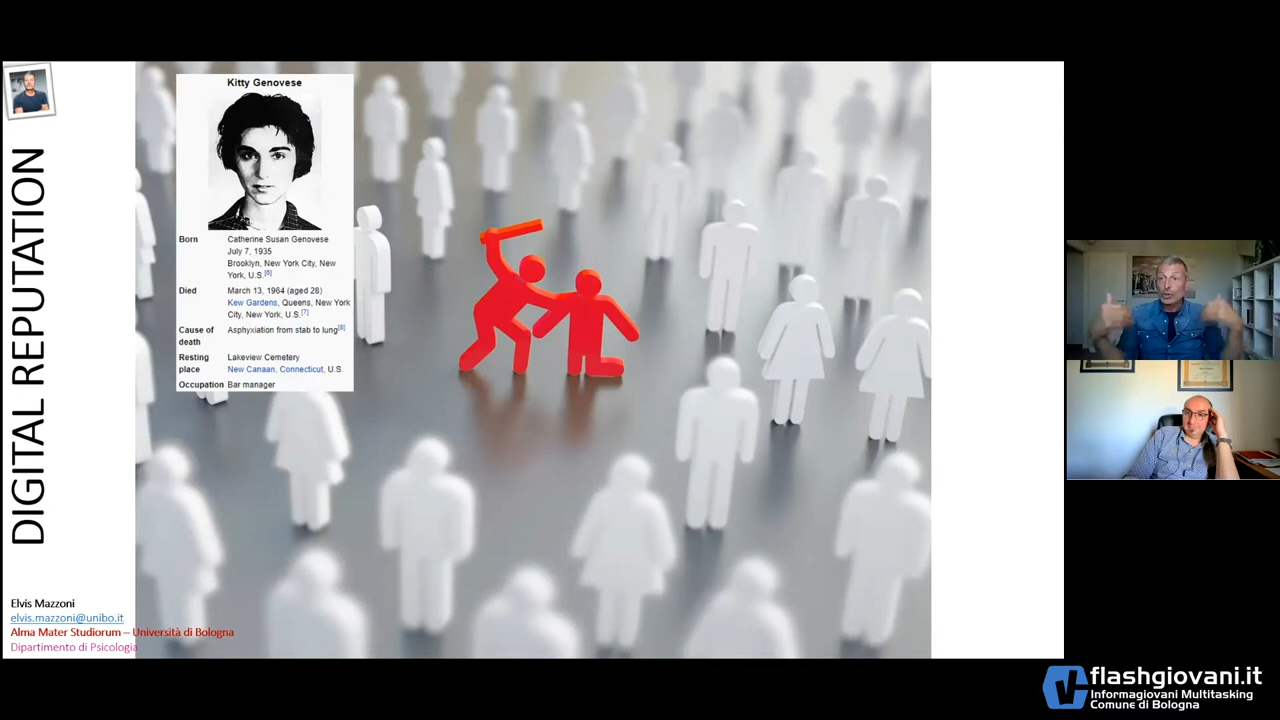 DIGITAL REPUTATION
Kitty Genovese
Born Catherine Susan Genovese
July 7, 1935
Brooklyn, New York City, New
York, U.S.[6]
Died March 13, 1964 (aged 28)
Kew Gardens, Queens, New York
City, New York, U.S.[7]
Cause of Asphyxiation from stab to lung[8]
death
Resting Lakeview Cemetery
place New Canaan, Connecticut, U.S.
Occupation Bar manager
Elvis Mazzoni
elvis.mazzoni@unibo.it
Alma Mater Studiorum – Università di Bologna
Dipartimento di Psicologia
flashgiovani.it
Informagiovani Multitasking
Comune di Bologna